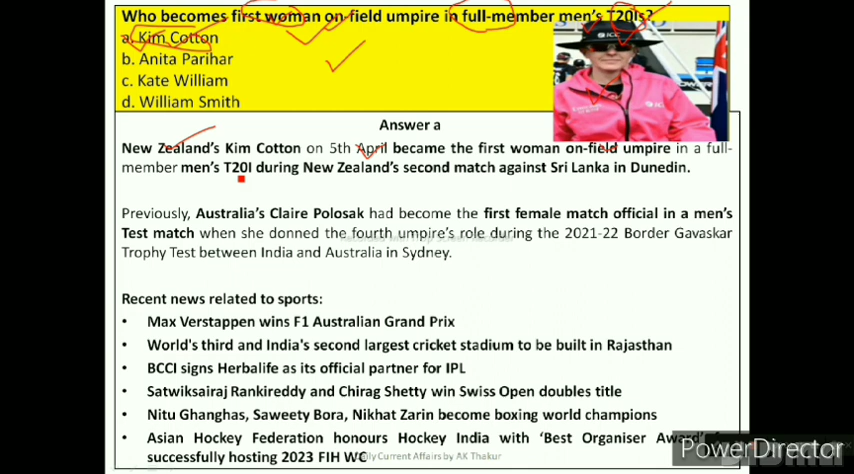 Who becomes first woman on-field umpire in full-member men's T20Is?
a. Kim Cotton
b. Anita Parihar
c. Kate William
d. William Smith
ICC
ICC
Answer a
New Zealand's Kim Cotton on 5th April became the first woman on-field umpire in a full-
member men's T20I during New Zealand's second match against Sri Lanka in Dunedin.
Previously, Australia's Claire Polosak had become the first female match official in a men's
Test match when she donned the fourth umpire's role during the 2021-22 Border Gavaskar
Trophy Test between India and Australia in Sydney.
Recent news related to sports:
• Max Verstappen wins F1 Australian Grand Prix
• World's third and India's second largest cricket stadium to be built in Rajasthan
• BCCI signs Herbalife as its official partner for IPL
• Satwiksairaj Rankireddy and Chirag Shetty win Swiss Open doubles title
• Nitu Ghanghas, Saweety Bora, Nikhat Zarin become boxing world champions
• Asian Hockey Federation honours Hockey India with 'Best Organiser Award'
successfully hosting 2023 FIH WC
Daily Current Affairs by AK Thakur
PowerDirector